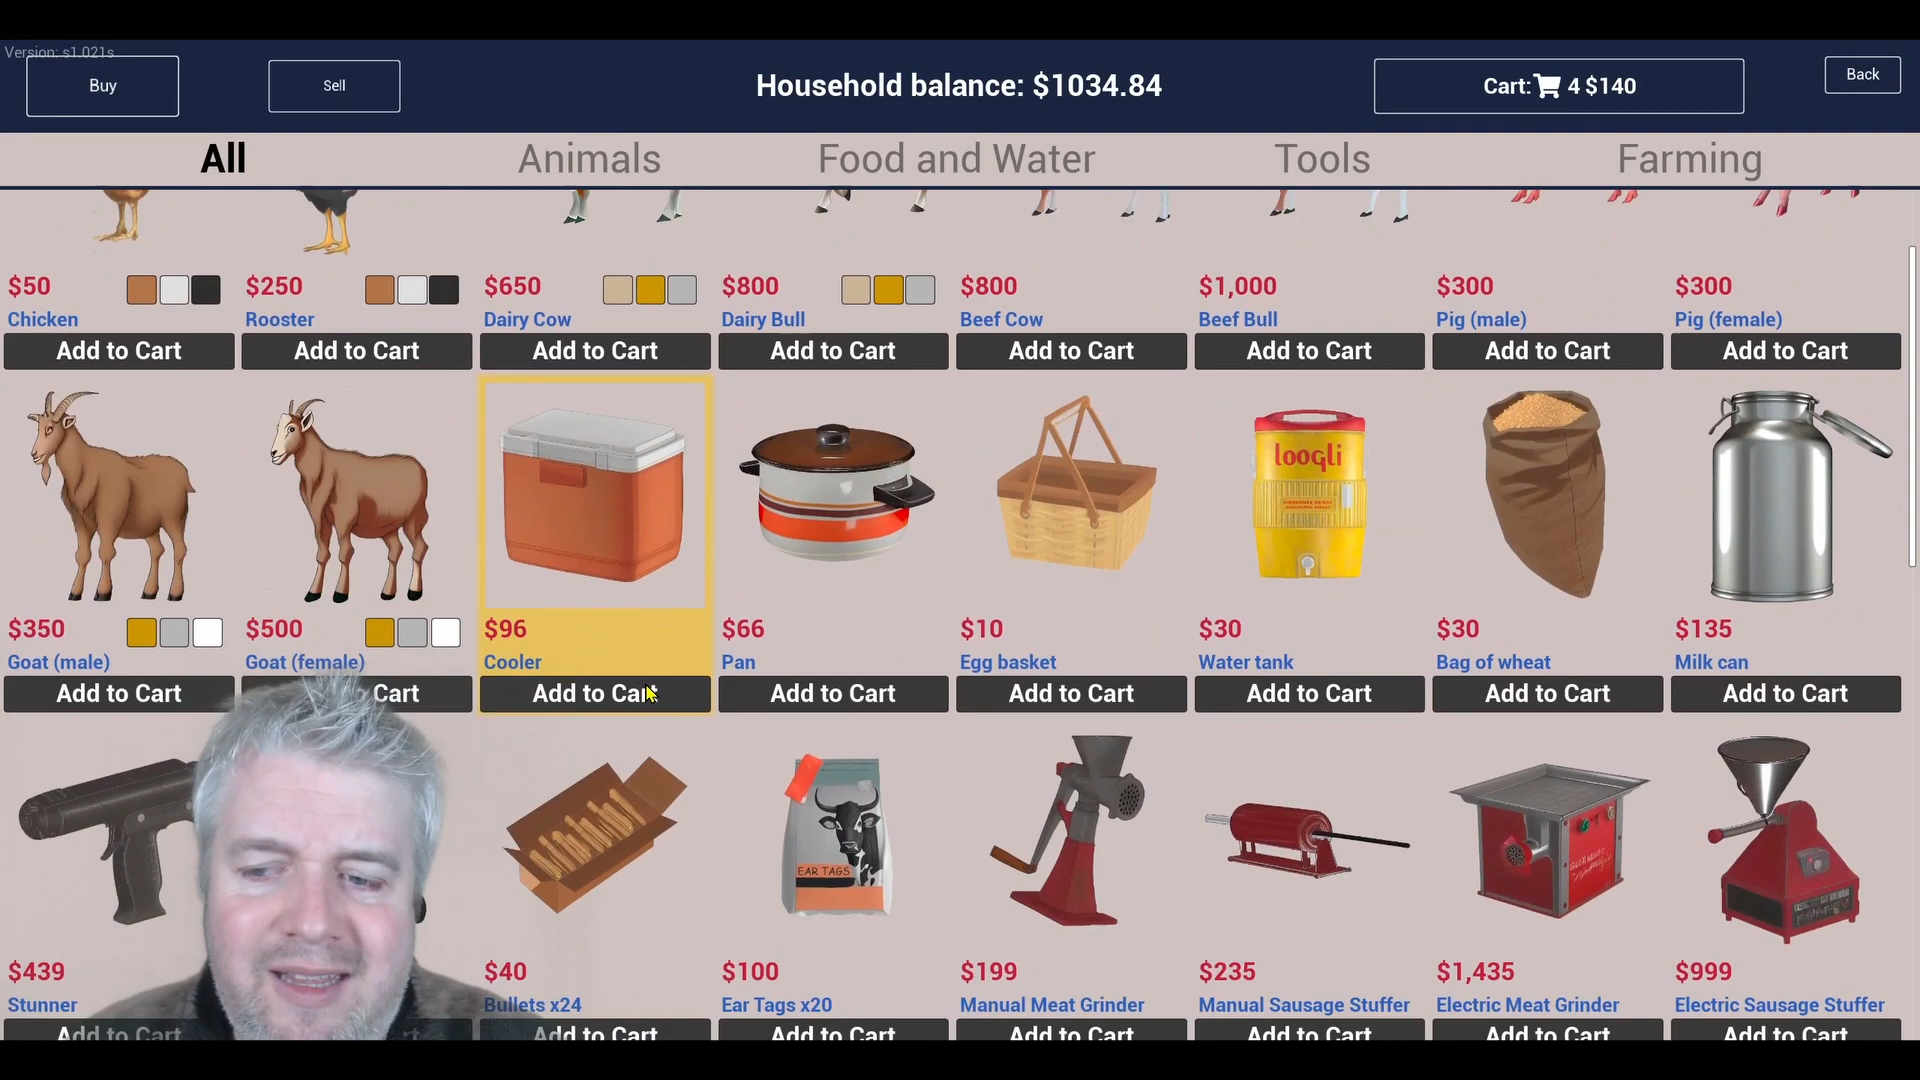 Version: s1.021s
Buy
Sell
Household balance: $1034.84
Cart: 4 $140
Back
All
Animals
Food and Water
Tools
Farming
$50
$250
$650
$800
$800
$1,000
$300
$300
Chicken
Rooster
Dairy Cow
Dairy Bull
Beef Cow
Beef Bull
Pig (male)
Pig (female)
Add to Cart
Add to Cart
Add to Cart
Add to Cart
Add to Cart
Add to Cart
Add to Cart
Add to Cart
looqli
$350
$500
$96
$66
$10
$30
$30
$135
Goat (male)
Goat (female)
Cooler
Pan
Egg basket
Water tank
Bag of wheat
Milk can
Add to Cart
Cart
Add to Cart
Add to Cart
Add to Cart
Add to Cart
Add to Cart
Add to Cart
EAR TAGS
$439
$40
$100
$199
$235
$1,435
$999
Stunner
Bullets x24
Ear Tags x20
Manual Meat Grinder
Manual Sausage Stuffer
Electric Meat Grinder
Electric Sausage Stuffer
Add to Cart
Add to Cart
Add to Cart
Add to Cart
Add to Cart
Add to Cart
Add to Cart